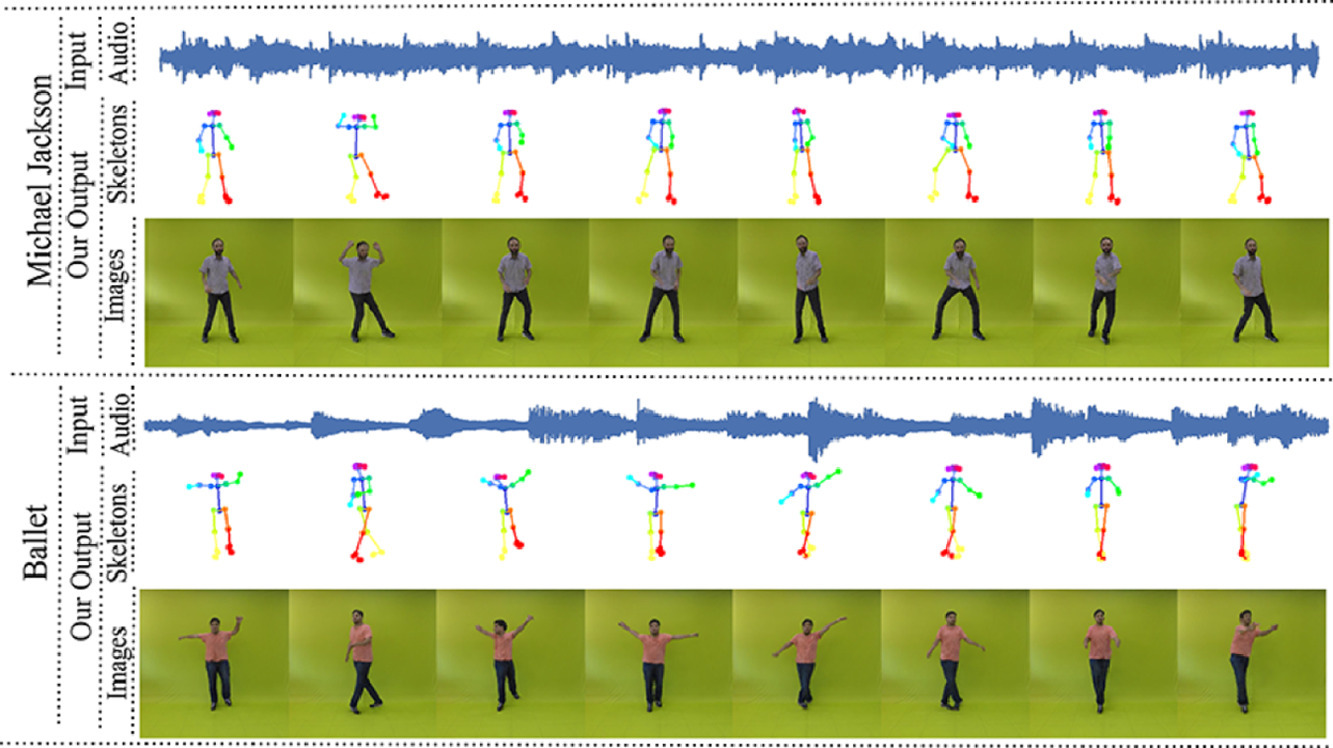 Michael Jackson
Input
Audio
Our Output
Skeletons
Images
Ballet
Input
Audio
Our Output
Skeletons
Images